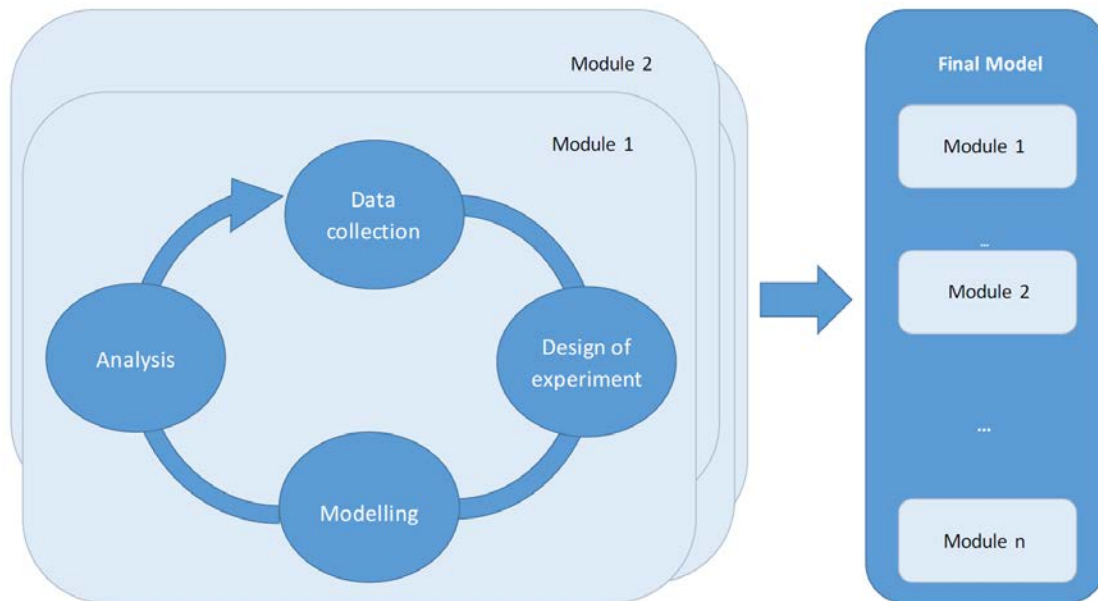 Module 2
Module 1
Data
collection
Design of
experiment
Modelling
Analysis
Final Model
Module 1
...
Module 2
...
Module n